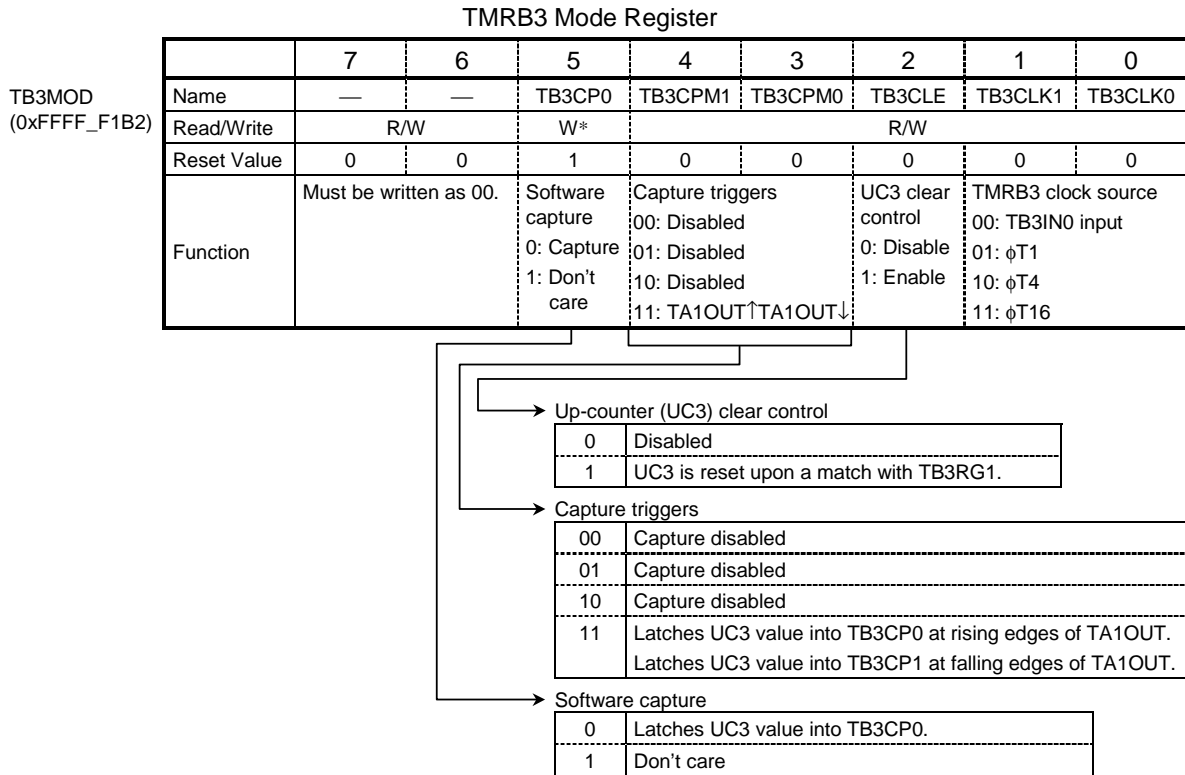 TMRB3 Mode Register
7 6 5 4 3 2 1 0
TB3MOD
(0xFFFF_F1B2)
Name — — TB3CP0 TB3CPM1 TB3CPM0 TB3CLE TB3CLK1 TB3CLK0
Read/Write R/W W* R/W
Reset Value 0 0 1 0 0 0 0 0
Function
Must be written as 00.
Software
capture
0: Capture
1: Don't
care
Capture triggers
00: Disabled
01: Disabled
10: Disabled
11: TA1OUT↑TA1OUT↓
UC3 clear
control
0: Disable
1: Enable
TMRB3 clock source
00: TB3IN0 input
01: ϕT1
10: ϕT4
11: ϕT16
Up-counter (UC3) clear control
0 Disabled
1 UC3 is reset upon a match with TB3RG1.
Capture triggers
00 Capture disabled
01 Capture disabled
10 Capture disabled
11 Latches UC3 value into TB3CP0 at rising edges of TA1OUT.
Latches UC3 value into TB3CP1 at falling edges of TA1OUT.
Software capture
0 Latches UC3 value into TB3CP0.
1 Don't care